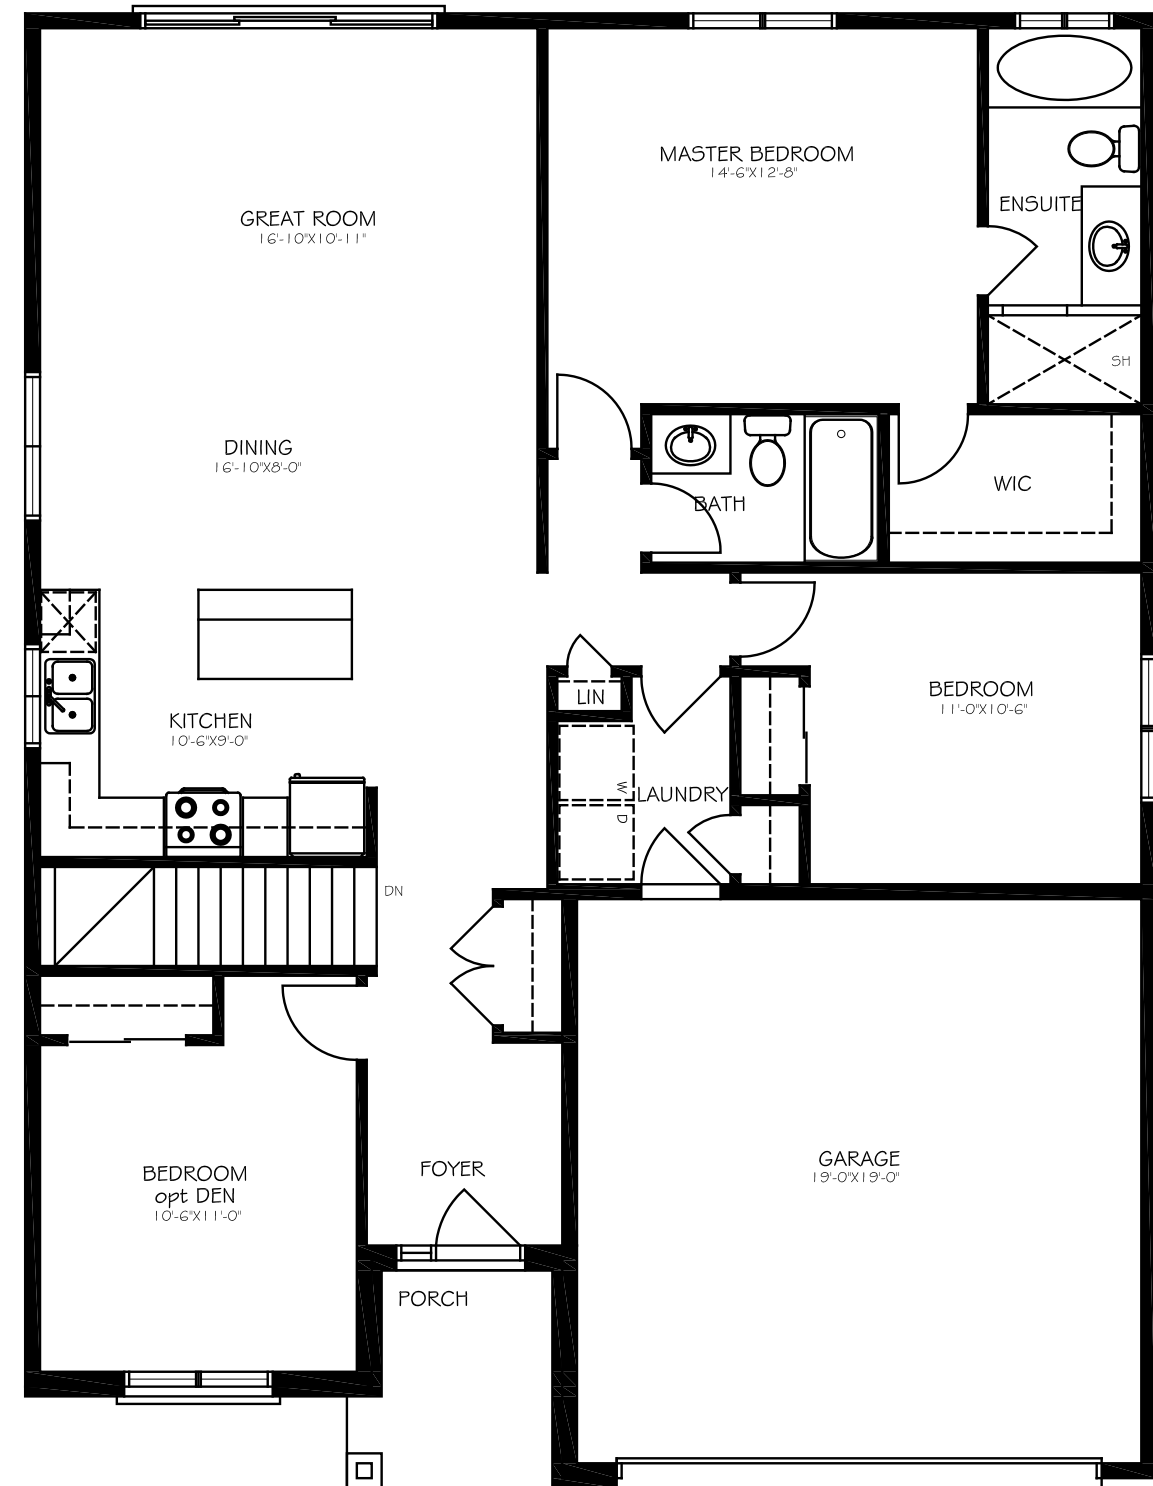 MASTER BEDROOM
14'-6"X12'-8"
ENSUITE
GREAT ROOM
16'-10"X10'-11"
SH
DINING
16'-10"X8'-0"
WIC
BATH
BEDROOM
11'-0"X10'-6"
LIN
KITCHEN
10'-6"X9'-0"
W
D
LAUNDRY
DN
GARAGE
19'-0"X19'-0"
FOYER
BEDROOM
opt DEN
10'-6"X11'-0"
PORCH